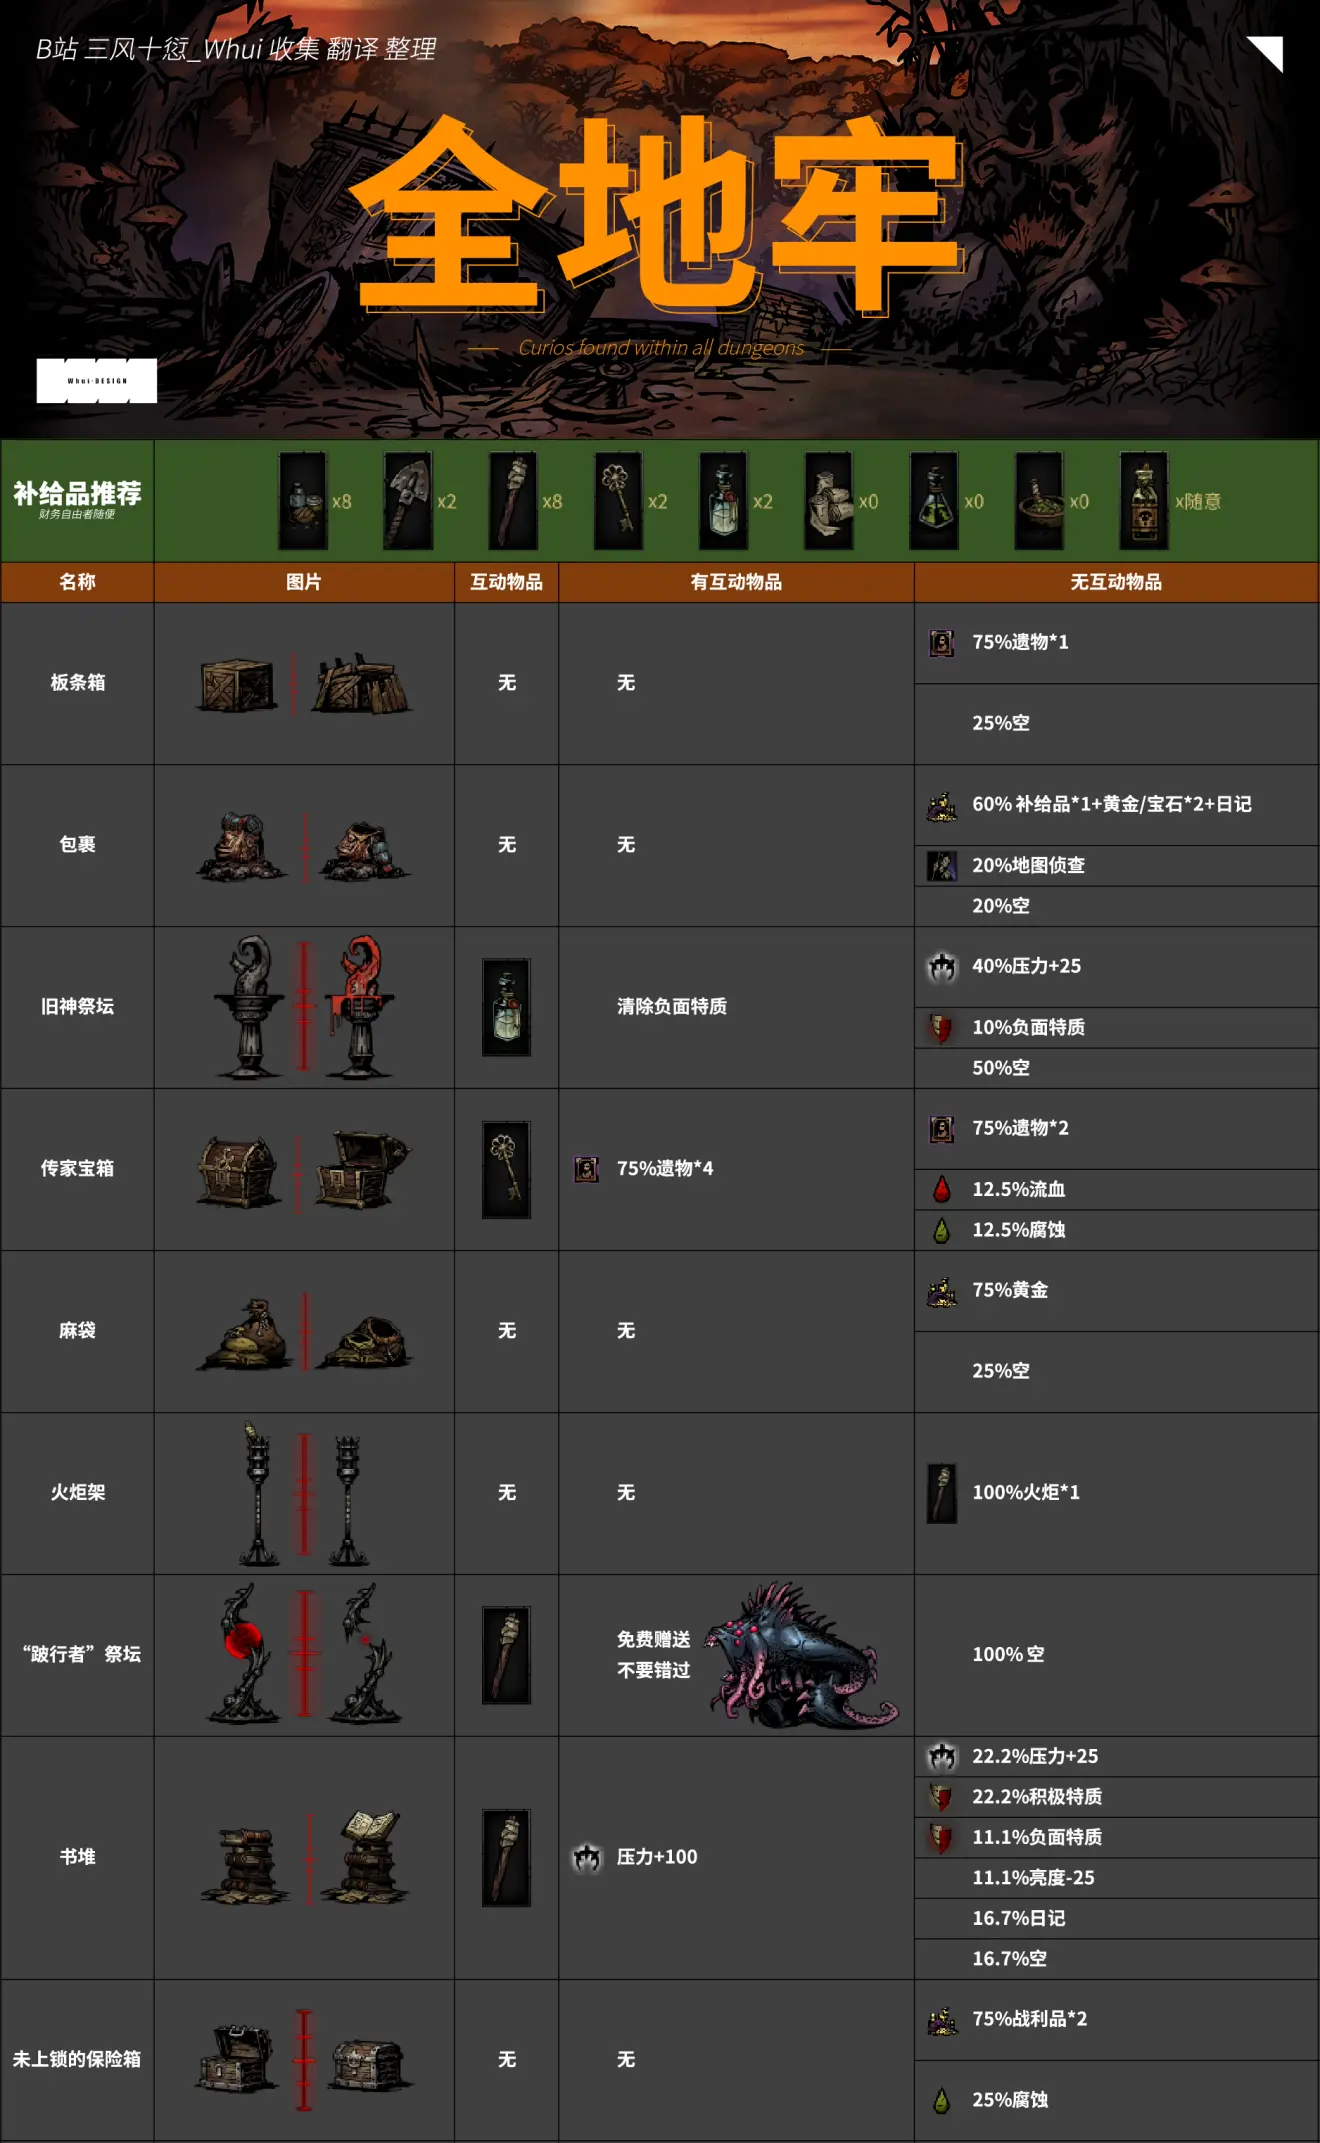 B站 三风十愆_Whui 收集 翻译 整理
全地牢
Curios found within all dungeons
Whui·DESIGN
补给品推荐
财务自由者随便
x8 x2 x8 x2 x2 x0 x0 x0 x随意
名称 图片 互动物品 有互动物品 无互动物品
板条箱 无 无
75%遗物*1
25%空
包裹 无 无
60%补给品*1+黄金/宝石*2+日记
20%地图侦查
20%空
旧神祭坛 清除负面特质
40%压力+25
10%负面特质
50%空
传家宝箱 75%遗物*4
75%遗物*2
12.5%流血
12.5%腐蚀
麻袋 无 无
75%黄金
25%空
火炬架 无 无 100%火炬*1
“跛行者”祭坛
免费赠送
不要错过
100%空
书堆 压力+100
22.2%压力+25
22.2%积极特质
11.1%负面特质
11.1%亮度-25
16.7%日记
16.7%空
未上锁的保险箱 无 无
75%战利品*2
25%腐蚀